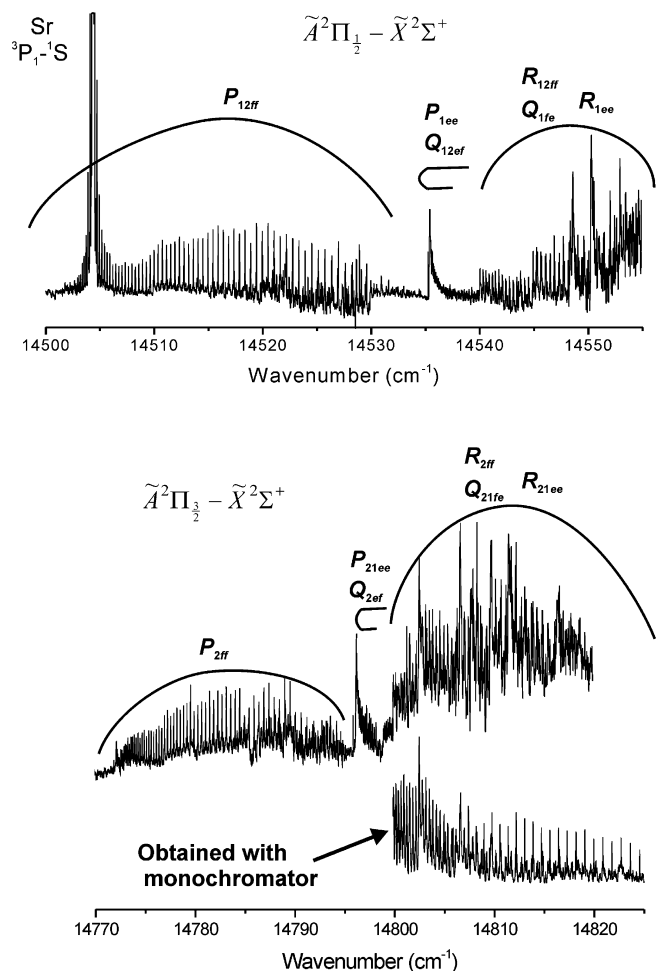 Sr
³P₁-¹S
Ã²Π₁⁄₂ – X̃²Σ⁺
P₁₂ff
P₁ee
Q₁₂ef
R₁₂ff
Q₁fe
R₁ee
14500 14510 14520 14530 14540 14550
Wavenumber (cm⁻¹)
Ã²Π₃⁄₂ – X̃²Σ⁺
R₂ff
Q₂₁fe
R₂₁ee
P₂₁ee
Q₂ef
P₂ff
Obtained with
monochromator
14770 14780 14790 14800 14810 14820
Wavenumber (cm⁻¹)